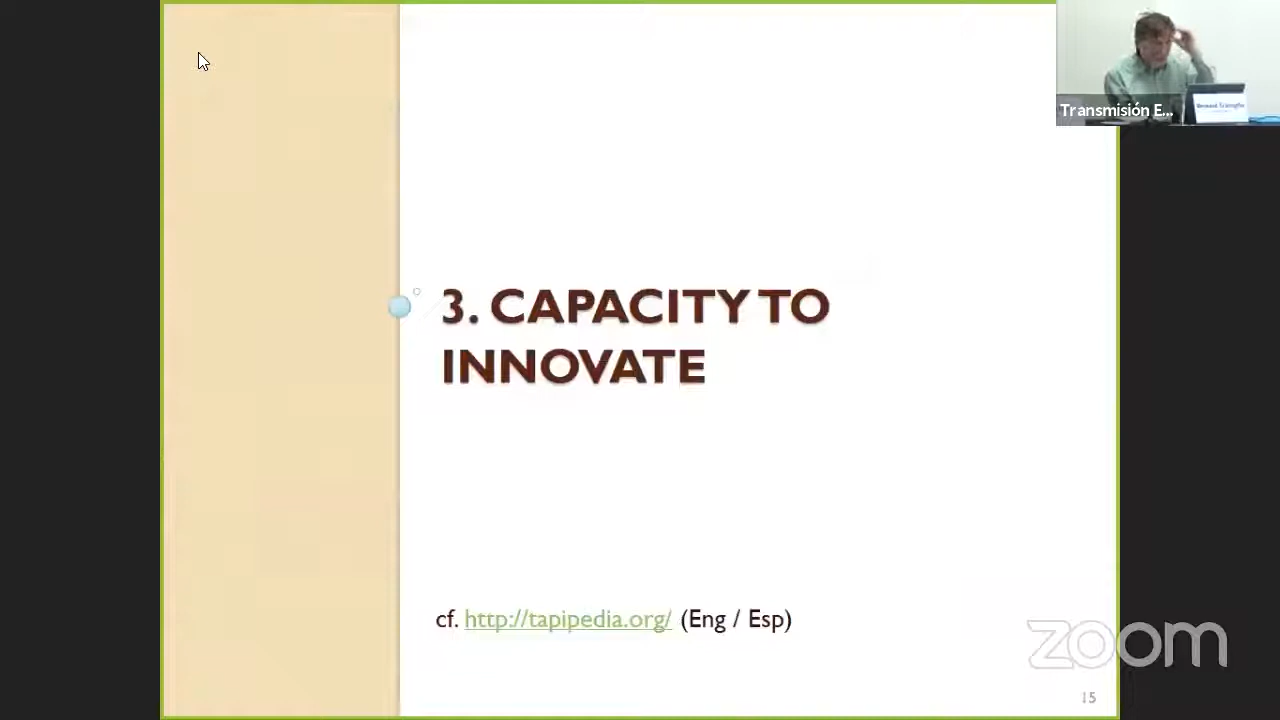 Transmisión E...
3. CAPACITY TO
INNOVATE
cf. http://tapipedia.org/ (Eng / Esp)
zoom
15